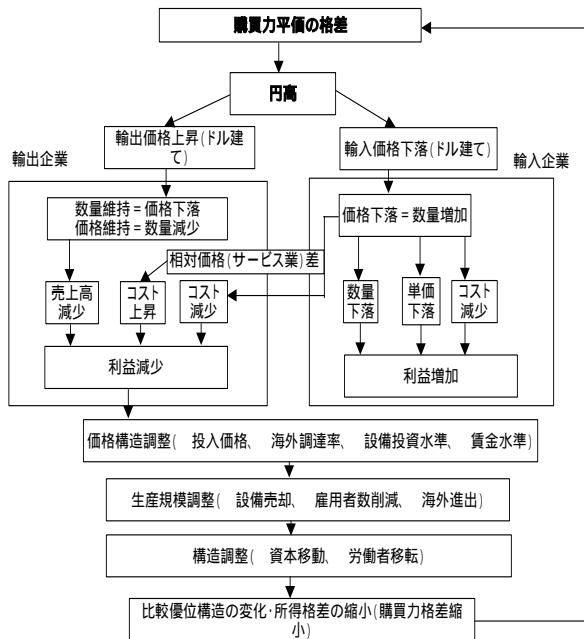 購買力平価の格差
円高
輸出価格上昇(ドル建
て)
輸入価格下落(ドル建て)
輸出企業
輸入企業
数量維持＝価格下落
価格維持＝数量減少
価格下落＝数量増加
相対価格(サービス業)差
売上高
減少
コスト
上昇
コスト
減少
数量
下落
単価
下落
コスト
減少
利益減少
利益増加
価格構造調整( 投入価格、 海外調達率、 設備投資水準、 賃金水準)
生産規模調整( 設備売却、 雇用者数削減、 海外進出)
構造調整( 資本移動、 労働者移転)
比較優位構造の変化･所得格差の縮小(購買力格差縮
小)